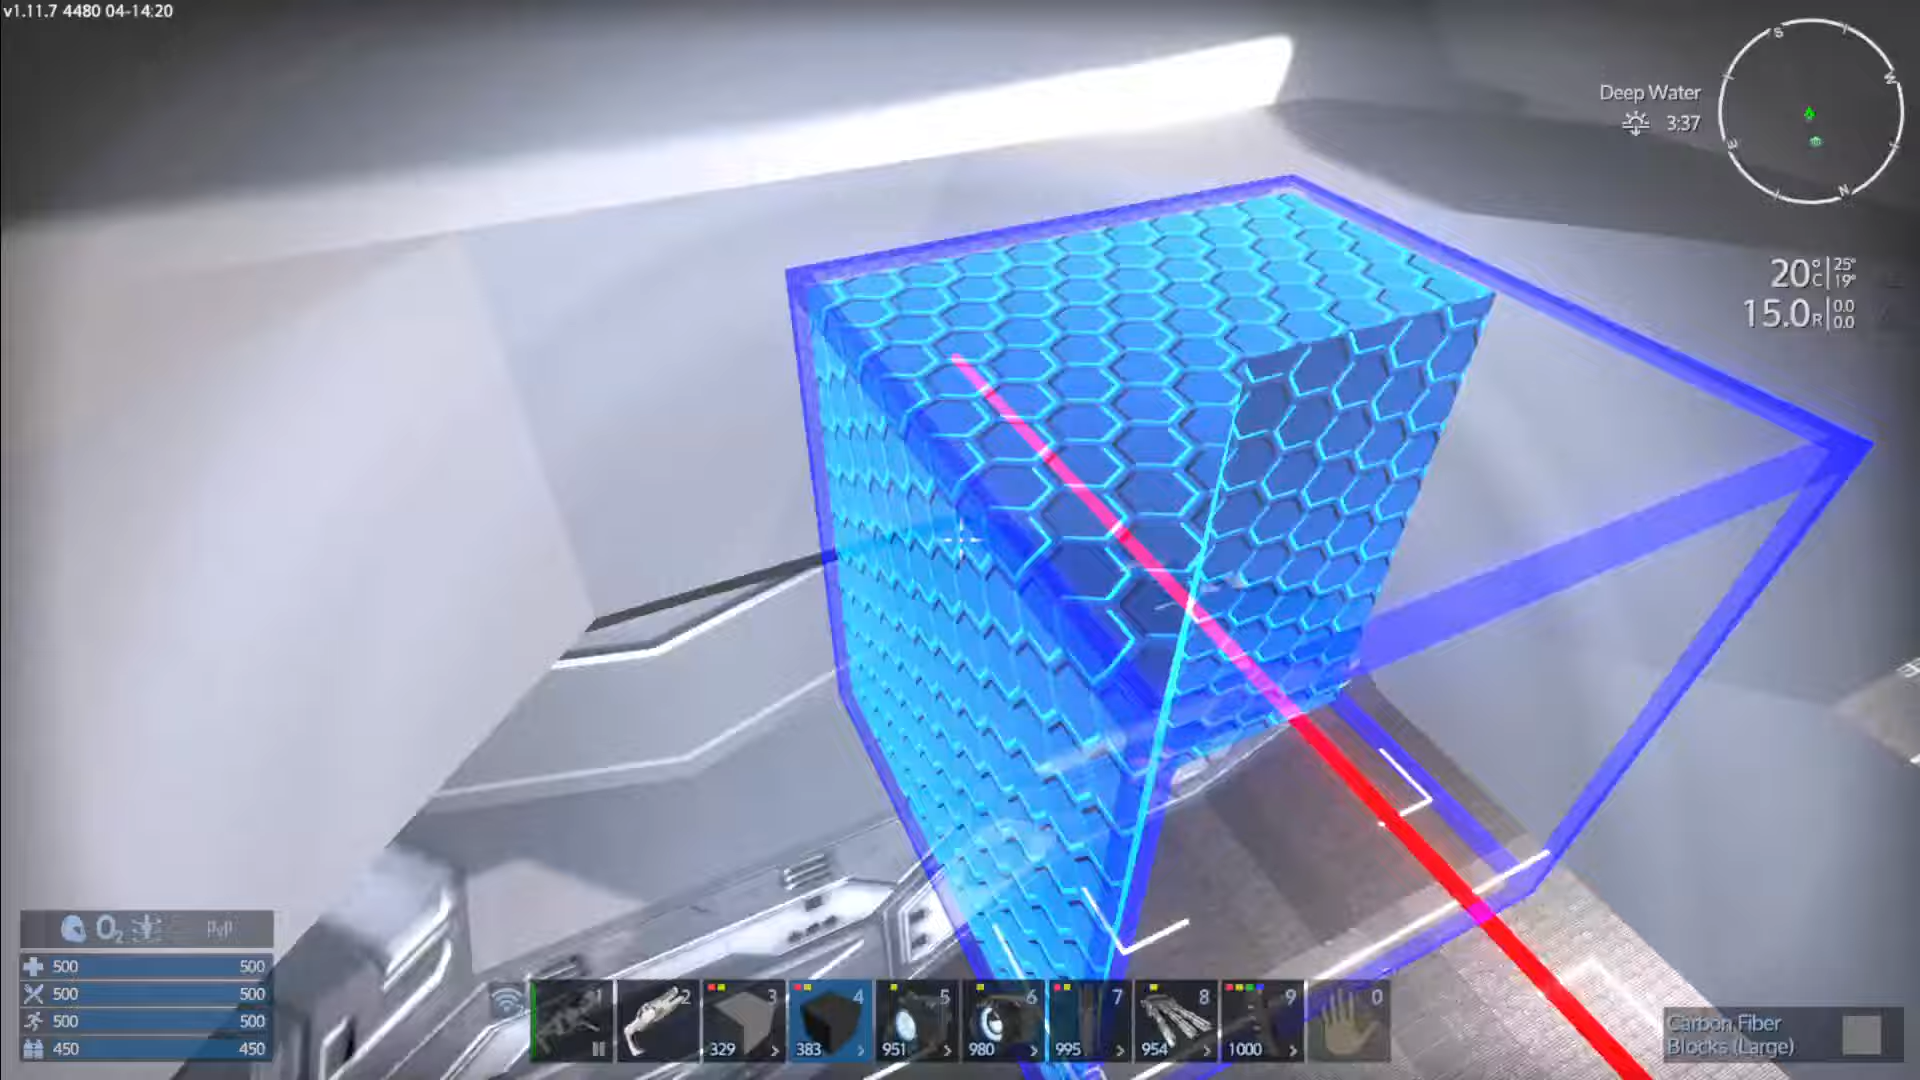 v1.11.7 4480 04-14:20
S
W
E
N
Deep Water
3:37
20°C 25° 19°
15.0R 0.0 0.0
O2 PvP
500 500
500 500
500 500
450 450
1
2
3 329
4 383
5 951
6 980
7 995
8 954
9 1000
0
Carbon Fiber
Blocks (Large)